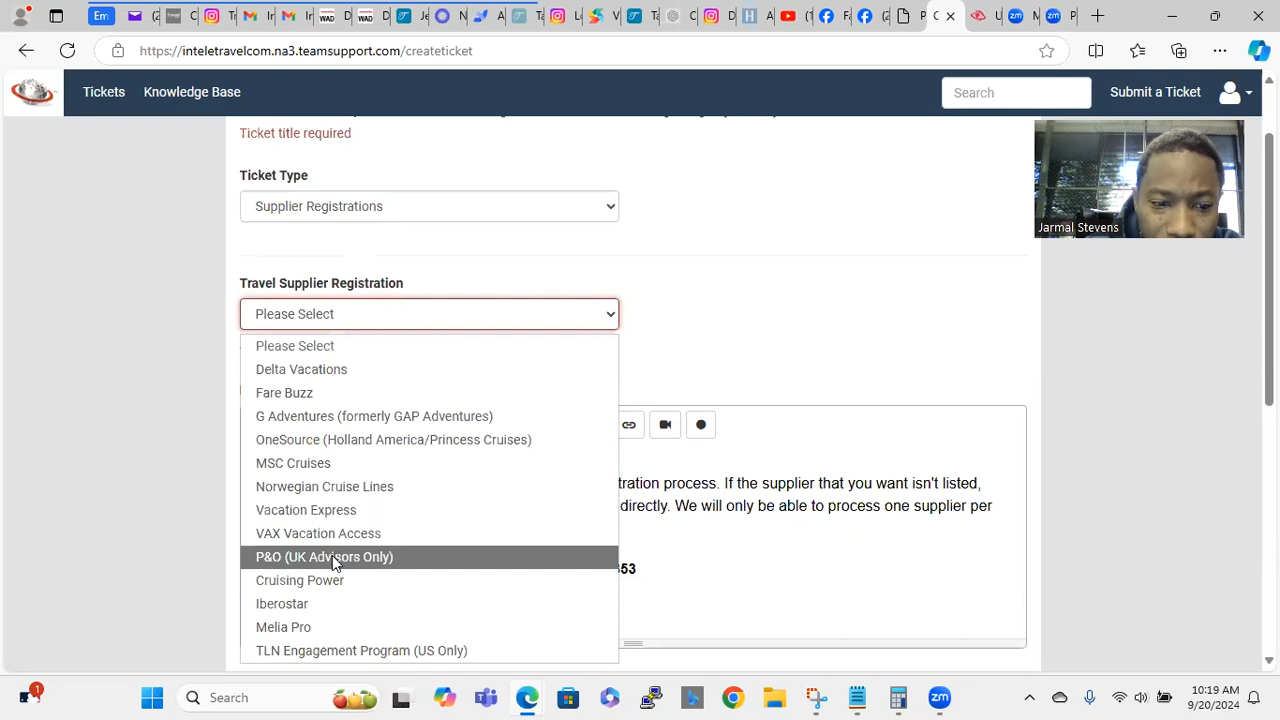 https://inteletravelcom.na3.teamsupport.com/createticket
Tickets
Knowledge Base
Search
Submit a Ticket
Ticket title required
Ticket Type
Supplier Registrations
Jarmal Stevens
Travel Supplier Registration
Please Select
Please Select
Delta Vacations
Fare Buzz
G Adventures (formerly GAP Adventures)
OneSource (Holland America/Princess Cruises)
MSC Cruises
Norwegian Cruise Lines
tration process. If the supplier that you want isn't listed,
Vacation Express
directly. We will only be able to process one supplier per
VAX Vacation Access
P&O (UK Advisors Only)
53
Cruising Power
Iberostar
Melia Pro
TLN Engagement Program (US Only)
1
Search
10:19 AM
9/20/2024